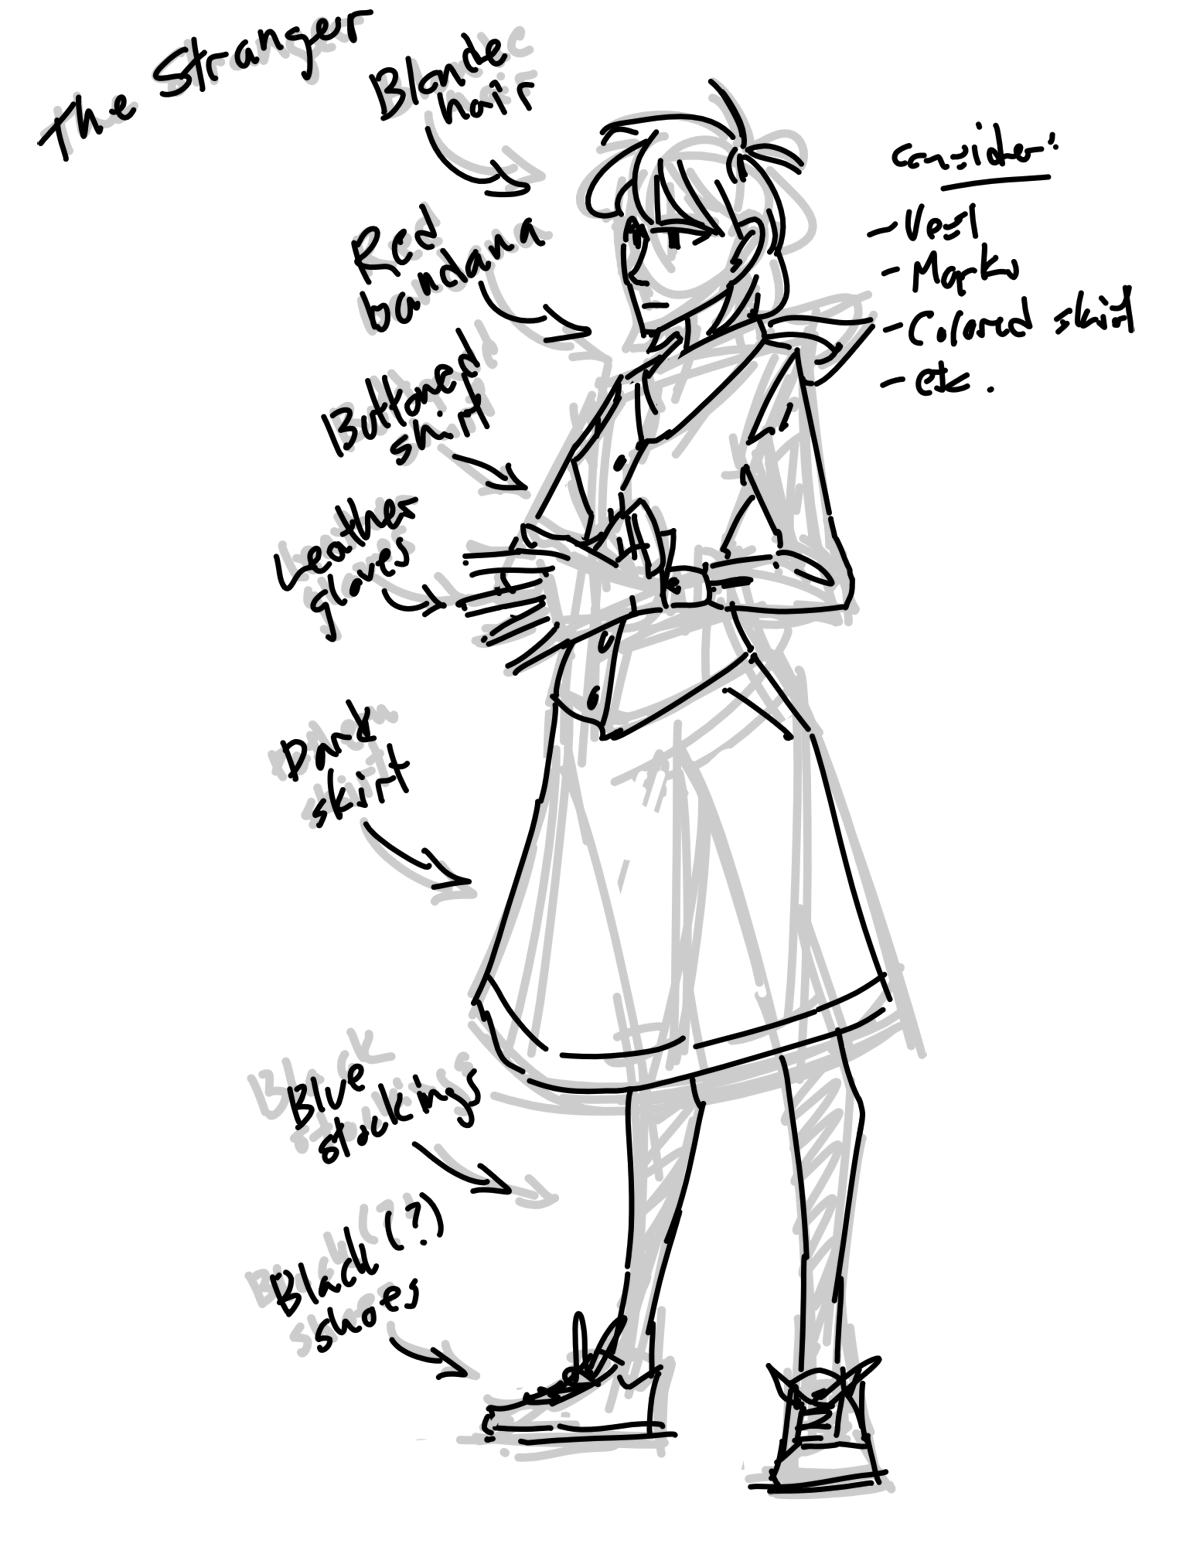 The Stranger
Blonde
hair
Red
bandana
Buttoned
shirt
Leather
gloves
Dark
skirt
Blue
stockings
Black(?)
shoes
Consider:
- Vest
- Marks
- Colored skirt
- etc.